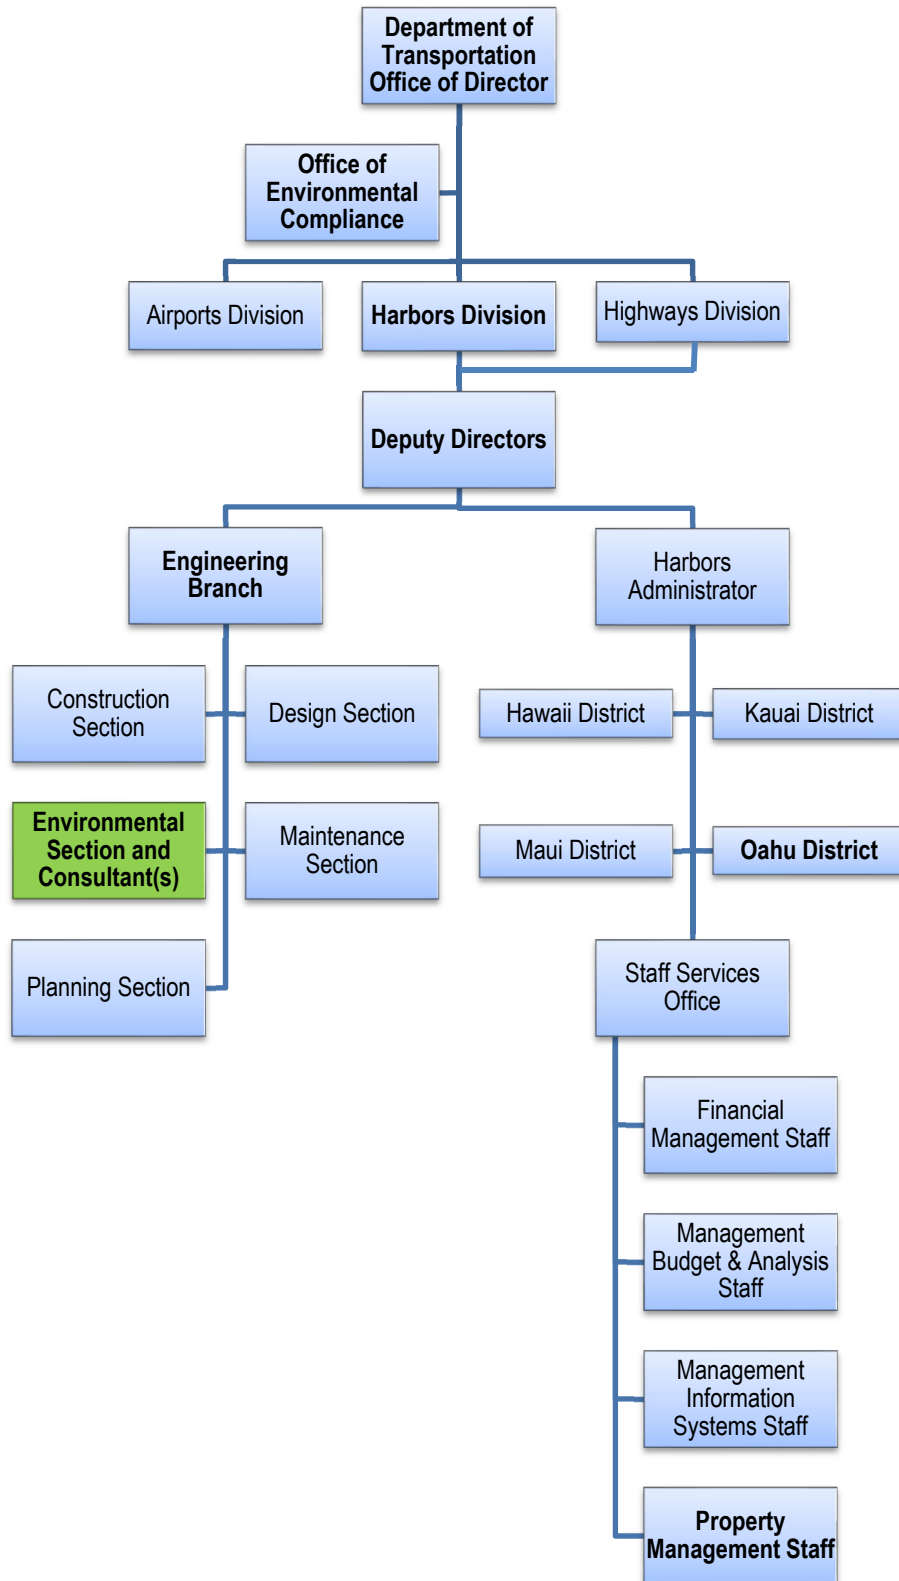 Department of
Transportation
Office of Director
Office of
Environmental
Compliance
Airports Division
Harbors Division
Highways Division
Deputy Directors
Engineering
Branch
Harbors
Administrator
Construction
Section
Design Section
Hawaii District
Kauai District
Environmental
Section and
Consultant(s)
Maintenance
Section
Maui District
Oahu District
Planning Section
Staff Services
Office
Financial
Management Staff
Management
Budget & Analysis
Staff
Management
Information
Systems Staff
Property
Management Staff